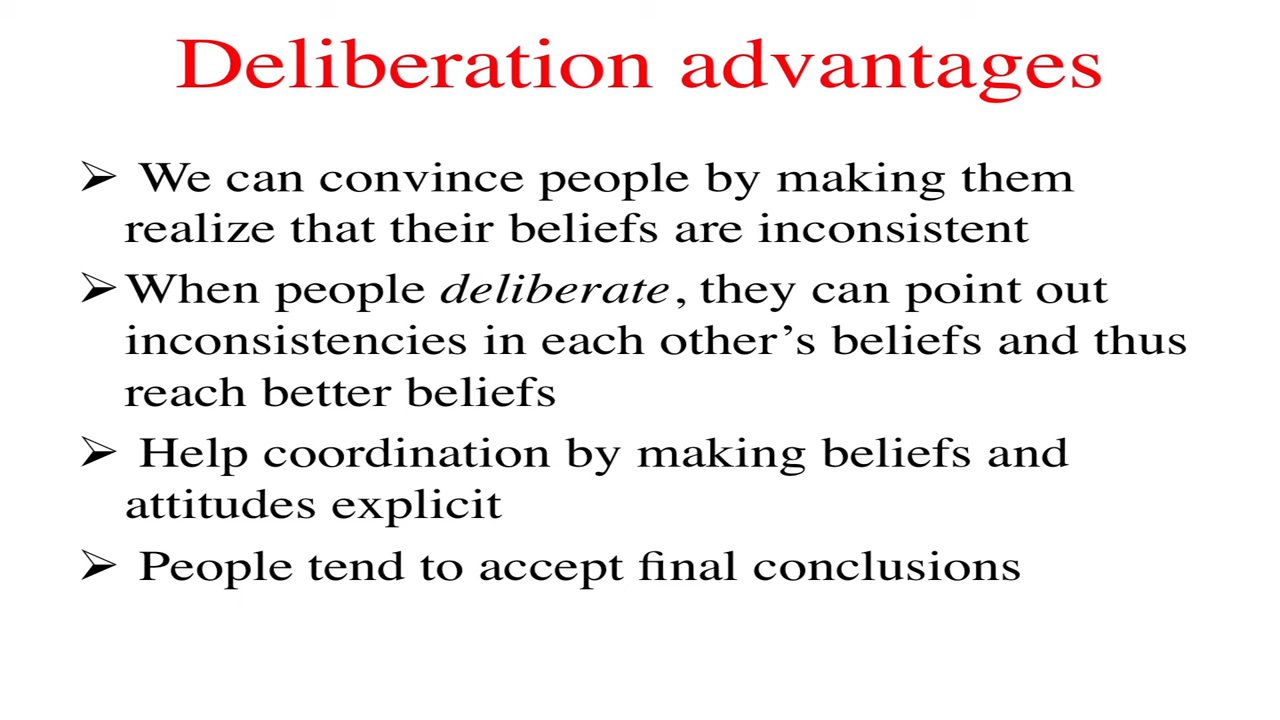 Deliberation advantages
➢ We can convince people by making them
realize that their beliefs are inconsistent
➢ When people deliberate, they can point out
inconsistencies in each other’s beliefs and thus
reach better beliefs
➢ Help coordination by making beliefs and
attitudes explicit
➢ People tend to accept final conclusions